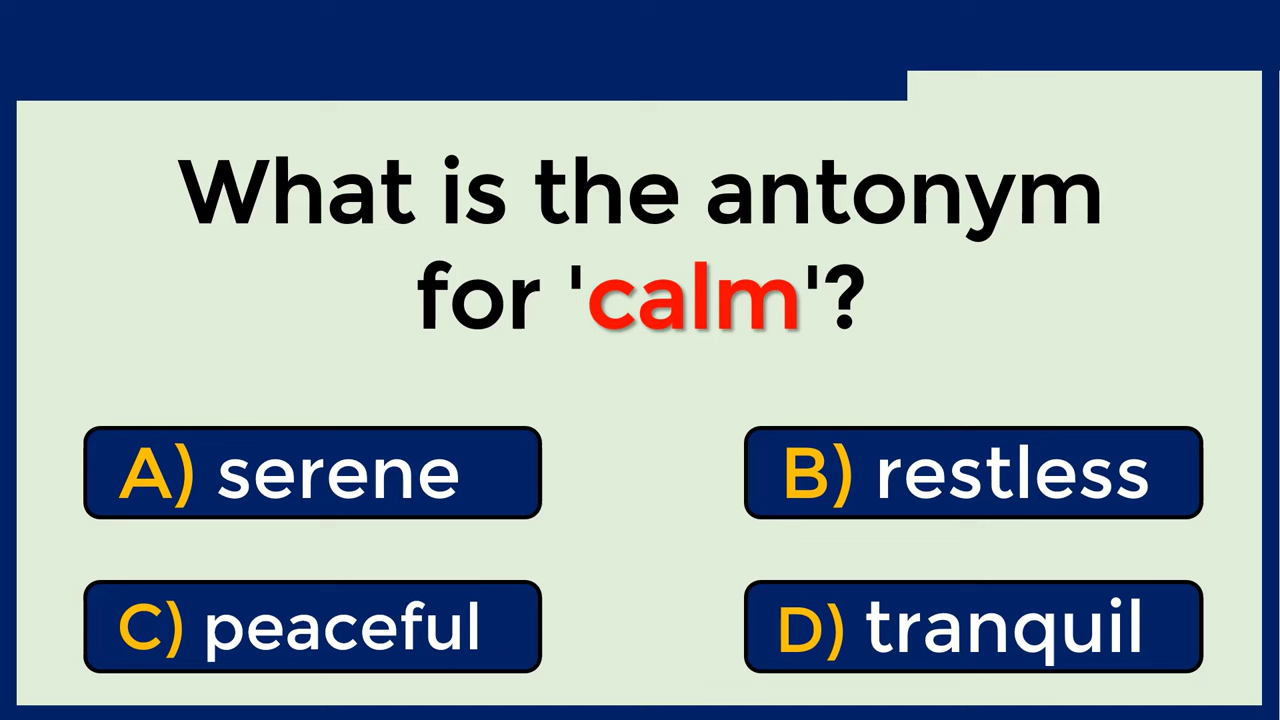 What is the antonym
for 'calm'?
A) serene
B) restless
C) peaceful
D) tranquil